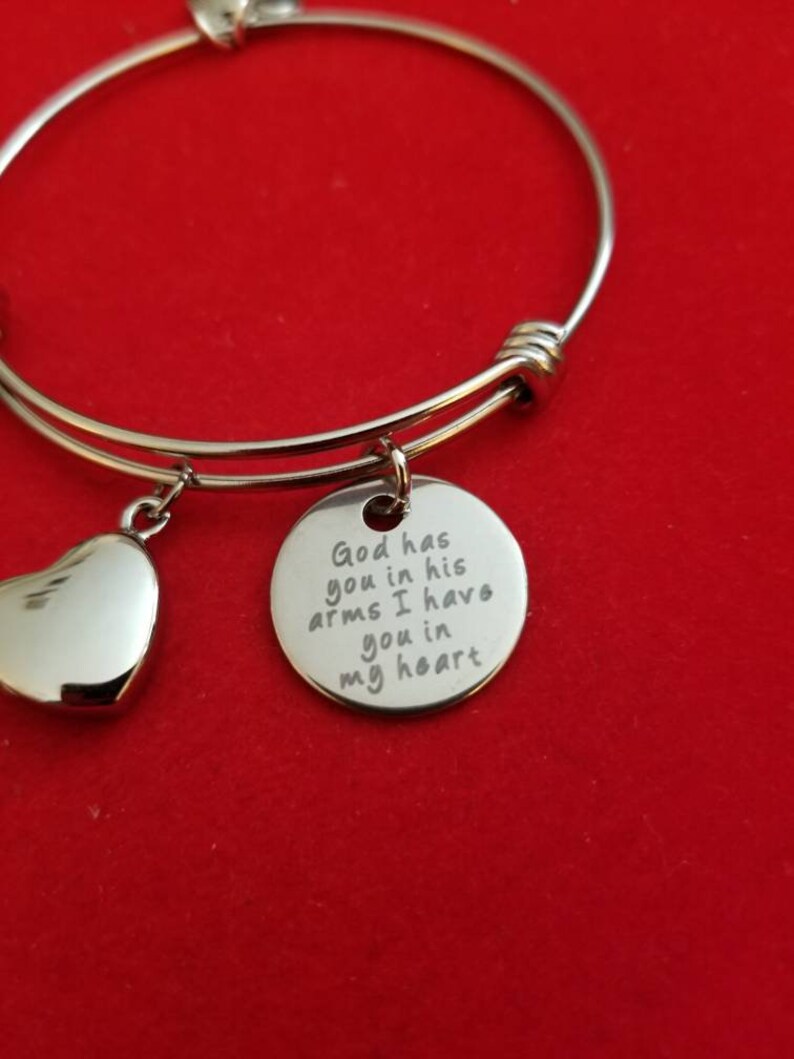 God has
you in his
arms I have
you in
my heart